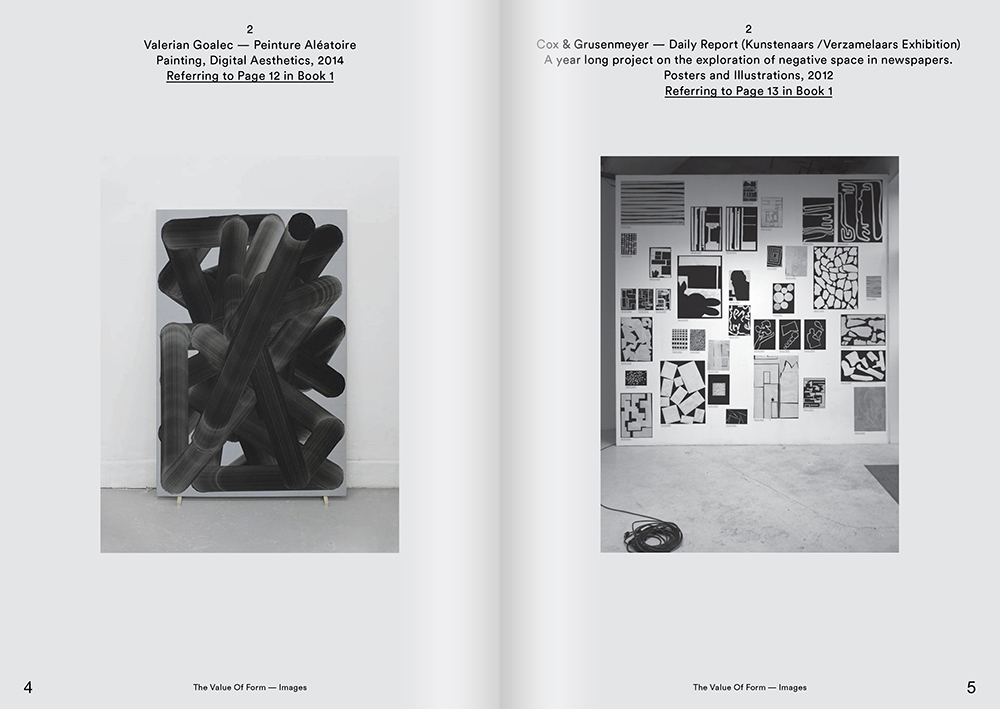 2
Valerian Goalec — Peinture Aléatoire
Painting, Digital Aesthetics, 2014
Referring to Page 12 in Book 1
4
The Value Of Form — Images
2
Cox & Grusenmeyer — Daily Report (Kunstenaars /Verzamelaars Exhibition)
A year long project on the exploration of negative space in newspapers.
Posters and Illustrations, 2012
Referring to Page 13 in Book 1
The Value Of Form — Images
5